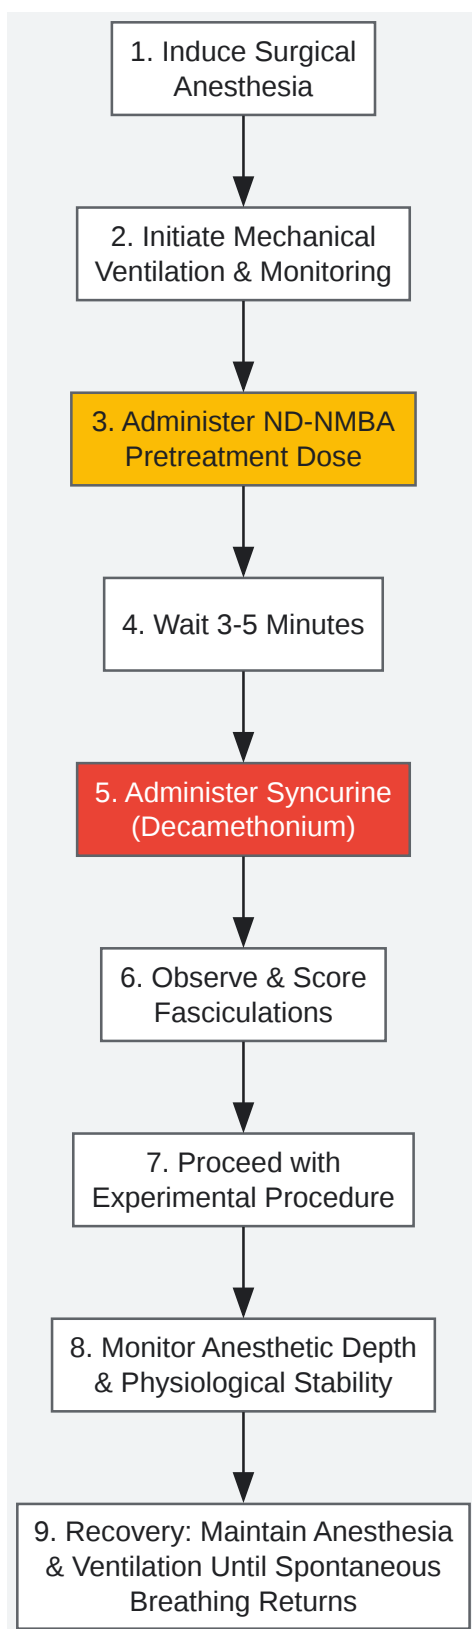 1. Induce Surgical
Anesthesia
2. Initiate Mechanical
Ventilation & Monitoring
3. Administer ND-NMBA
Pretreatment Dose
4. Wait 3-5 Minutes
5. Administer Syncurine
(Decamethonium)
6. Observe & Score
Fasciculations
7. Proceed with
Experimental Procedure
8. Monitor Anesthetic Depth
& Physiological Stability
9. Recovery: Maintain Anesthesia
& Ventilation Until Spontaneous
Breathing Returns